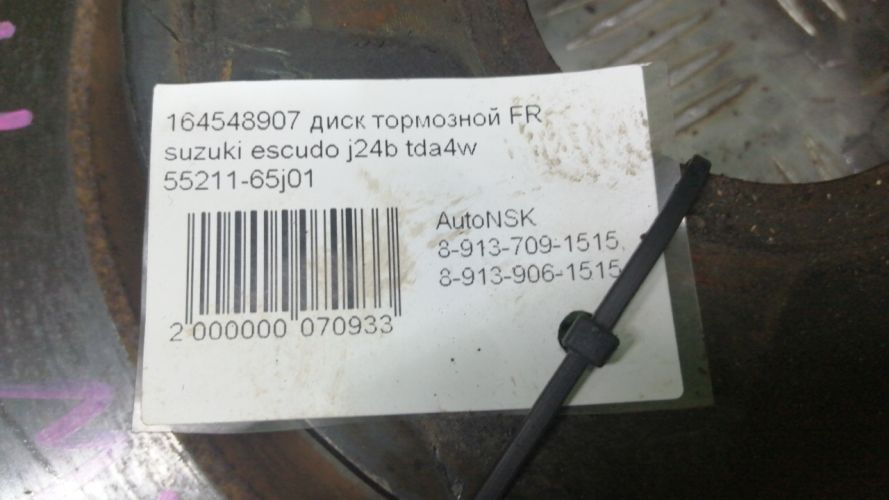 164548907 диск тормозной FR
suzuki escudo j24b tda4w
55211-65j01
AutoNSK
8-913-709-1515,
8-913-906-1515
2 000000 070933